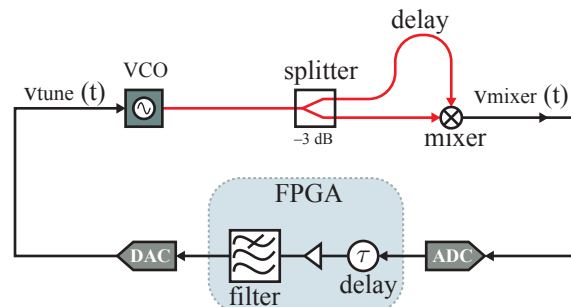 delay
VCO
splitter
vtune (t)
vmixer (t)
mixer
–3 dB
FPGA
DAC
τ
ADC
delay
filter